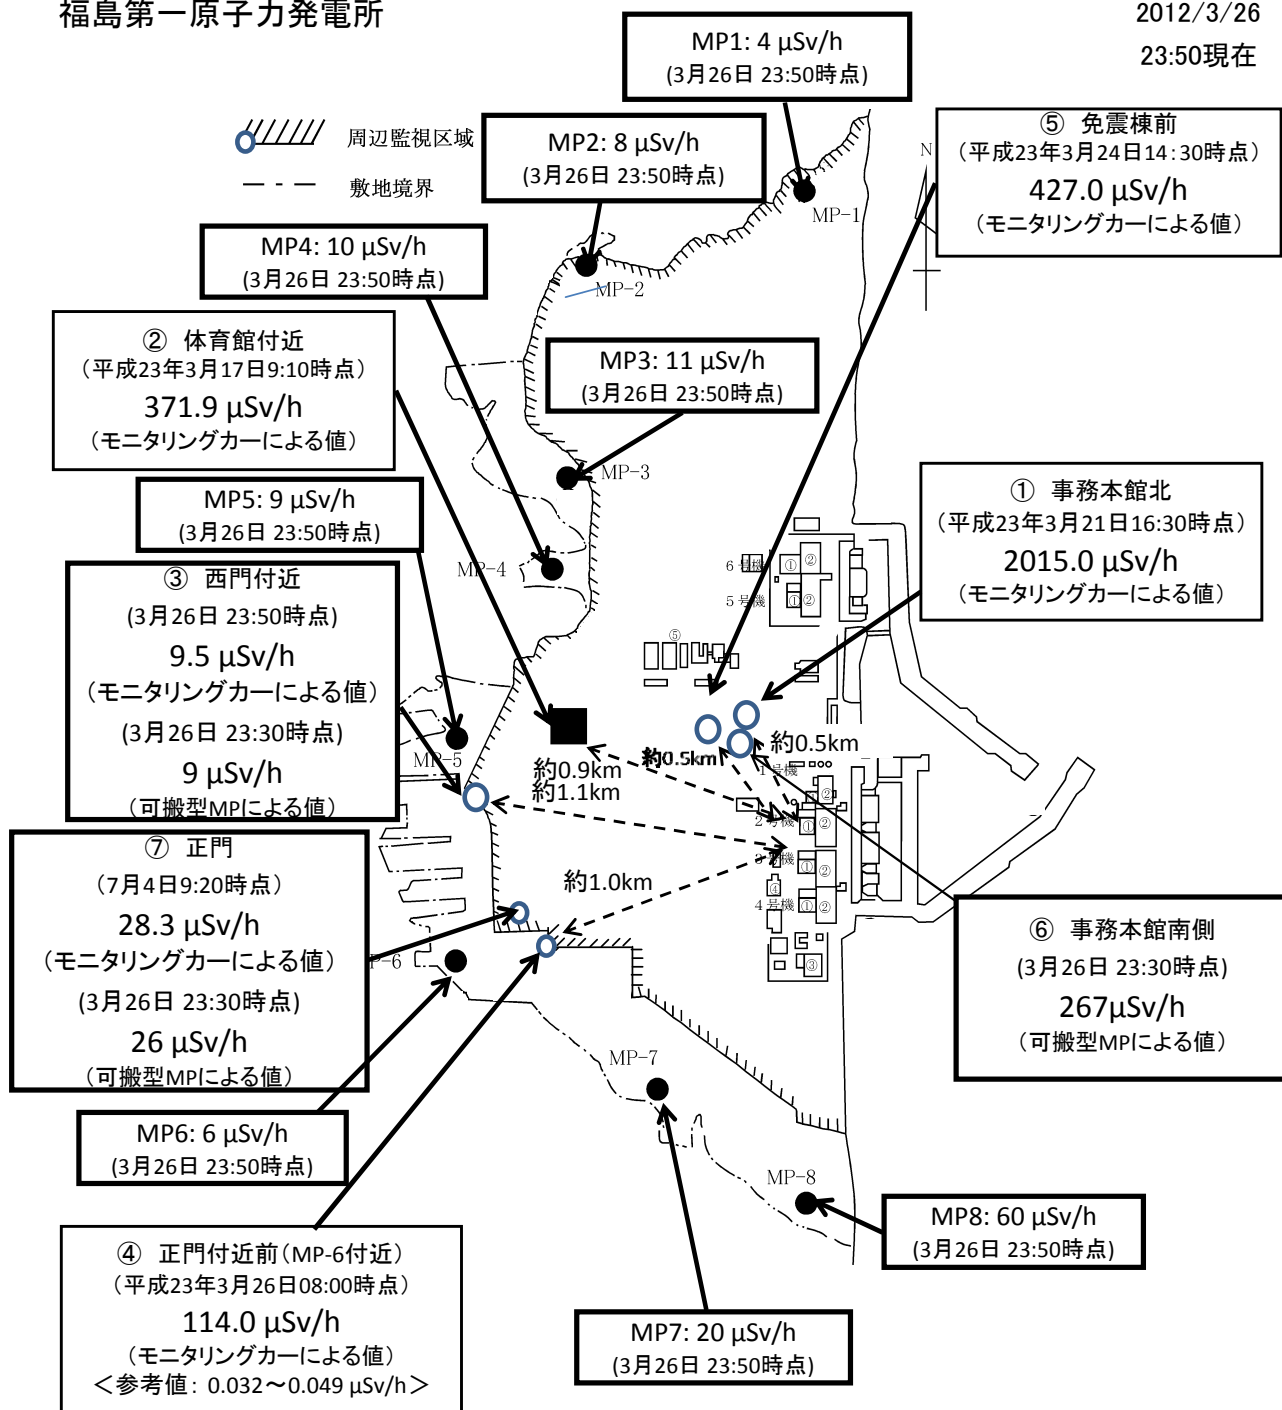 福島第一原子力発電所
2012/3/26
23:50現在
周辺監視区域
敷地境界
MP1: 4 μSv/h
(3月26日 23:50時点)
MP2: 8 μSv/h
(3月26日 23:50時点)
MP4: 10 μSv/h
(3月26日 23:50時点)
⑤ 免震棟前
(平成23年3月24日14:30時点)
427.0 μSv/h
(モニタリングカーによる値)
N
MP-1
MP-2
② 体育館付近
(平成23年3月17日9:10時点)
371.9 μSv/h
(モニタリングカーによる値)
MP3: 11 μSv/h
(3月26日 23:50時点)
MP-3
MP5: 9 μSv/h
(3月26日 23:50時点)
① 事務本館北
(平成23年3月21日16:30時点)
2015.0 μSv/h
(モニタリングカーによる値)
MP-4
③ 西門付近
(3月26日 23:50時点)
9.5 μSv/h
(モニタリングカーによる値)
(3月26日 23:30時点)
9 μSv/h
(可搬型MPによる値)
6号機
① ②
5号機
① ②
⑤
MP-5
約0.9km
約1.1km
約0.5km
約0.5km
1号機
②
2号機
① ②
3号機
① ②
④
4号機
① ②
③
約1.0km
⑦ 正門
(7月4日9:20時点)
28.3 μSv/h
(モニタリングカーによる値)
(3月26日 23:30時点)
26 μSv/h
(可搬型MPによる値)
P-6
⑥ 事務本館南側
(3月26日 23:30時点)
267μSv/h
(可搬型MPによる値)
MP-7
MP6: 6 μSv/h
(3月26日 23:50時点)
MP-8
MP8: 60 μSv/h
(3月26日 23:50時点)
④ 正門付近前(MP-6付近)
(平成23年3月26日08:00時点)
114.0 μSv/h
(モニタリングカーによる値)
<参考値: 0.032～0.049 μSv/h>
MP7: 20 μSv/h
(3月26日 23:50時点)